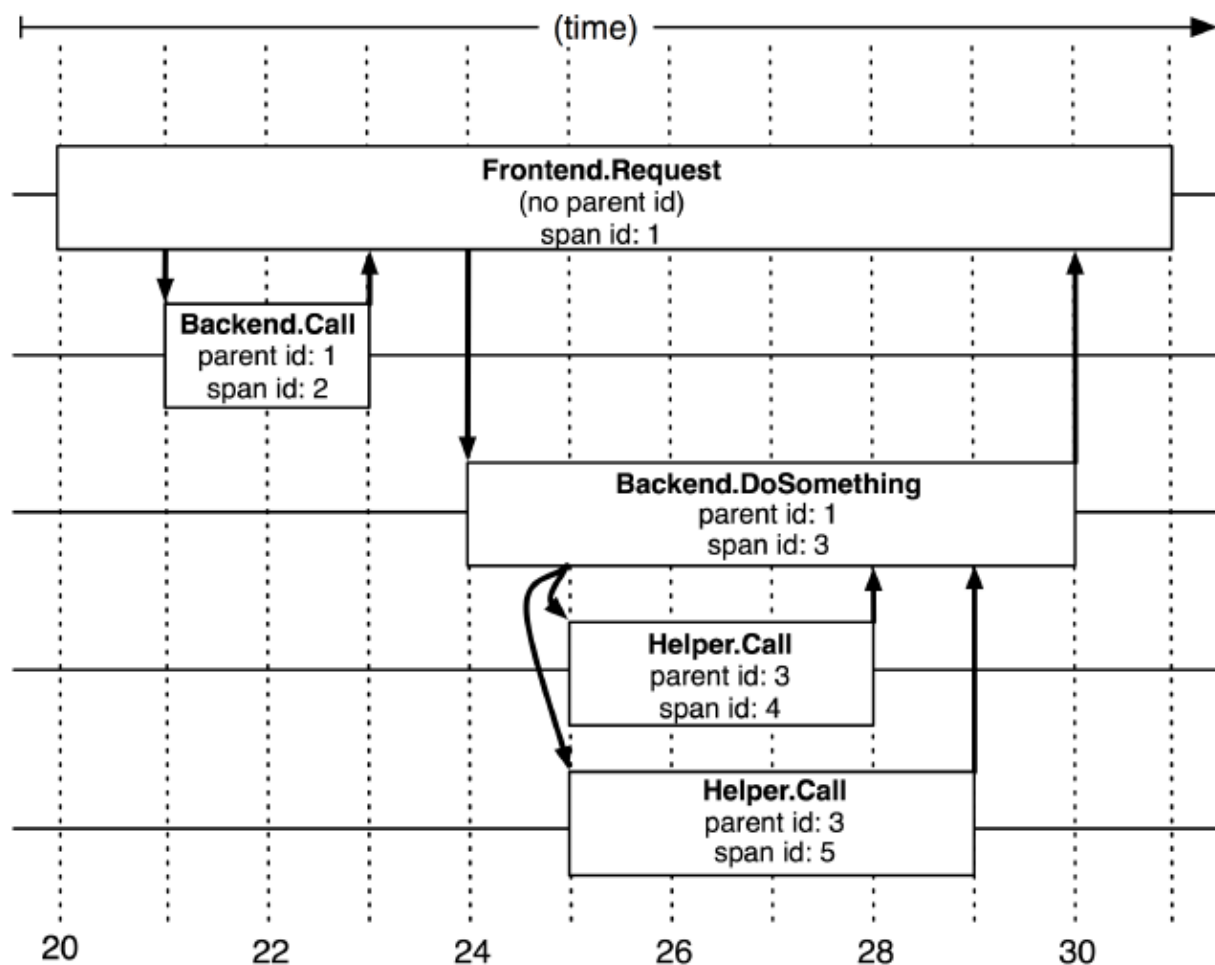 (time)
Frontend.Request
(no parent id)
span id: 1
Backend.Call
parent id: 1
span id: 2
Backend.DoSomething
parent id: 1
span id: 3
Helper.Call
parent id: 3
span id: 4
Helper.Call
parent id: 3
span id: 5
20 22 24 26 28 30